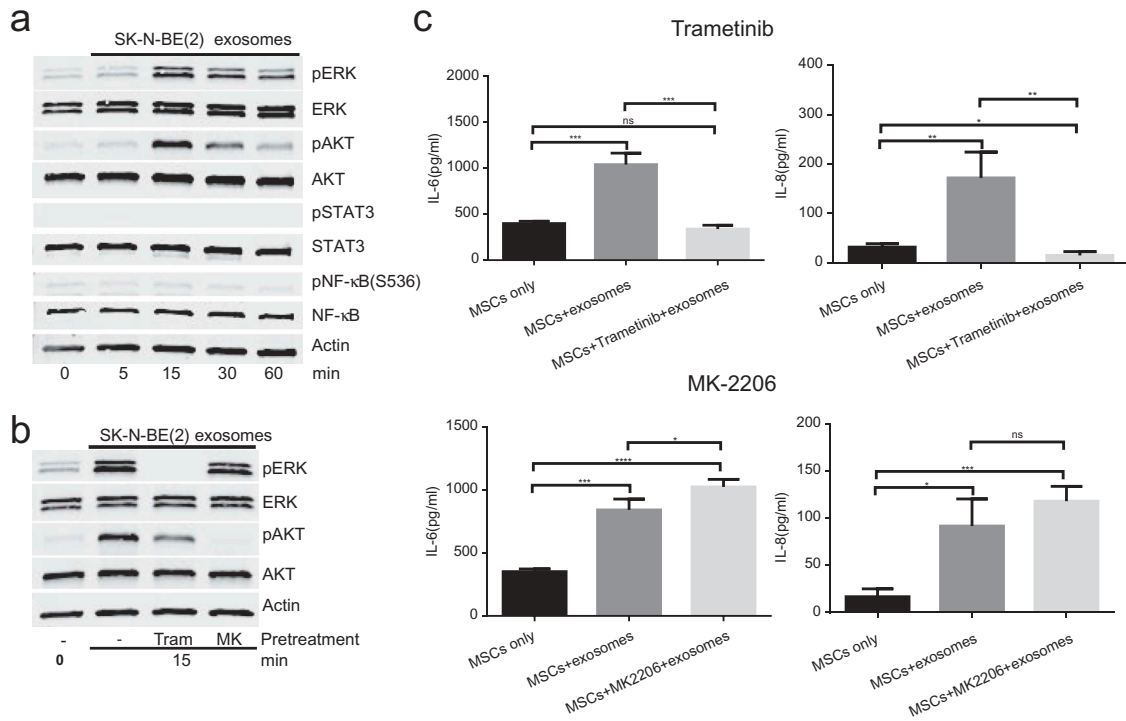 a
SK-N-BE(2) exosomes
pERK
ERK
pAKT
AKT
pSTAT3
STAT3
pNF-κB(S536)
NF-κB
Actin
0 5 15 30 60 min
b
SK-N-BE(2) exosomes
pERK
ERK
pAKT
AKT
Actin
- - Tram MK Pretreatment
0 15 min
c
Trametinib
2000
1500
1000
500
0
IL-6(pg/ml)
***
ns
***
MSCs only
MSCs+exosomes
MSCs+Trametinib+exosomes
400
300
200
100
0
IL-8(pg/ml)
**
*
**
MSCs only
MSCs+exosomes
MSCs+Trametinib+exosomes
MK-2206
1500
1000
500
0
IL-6(pg/ml)
*
****
***
MSCs only
MSCs+exosomes
MSCs+MK2206+exosomes
200
150
100
50
0
IL-8(pg/ml)
ns
***
*
MSCs only
MSCs+exosomes
MSCs+MK2206+exosomes